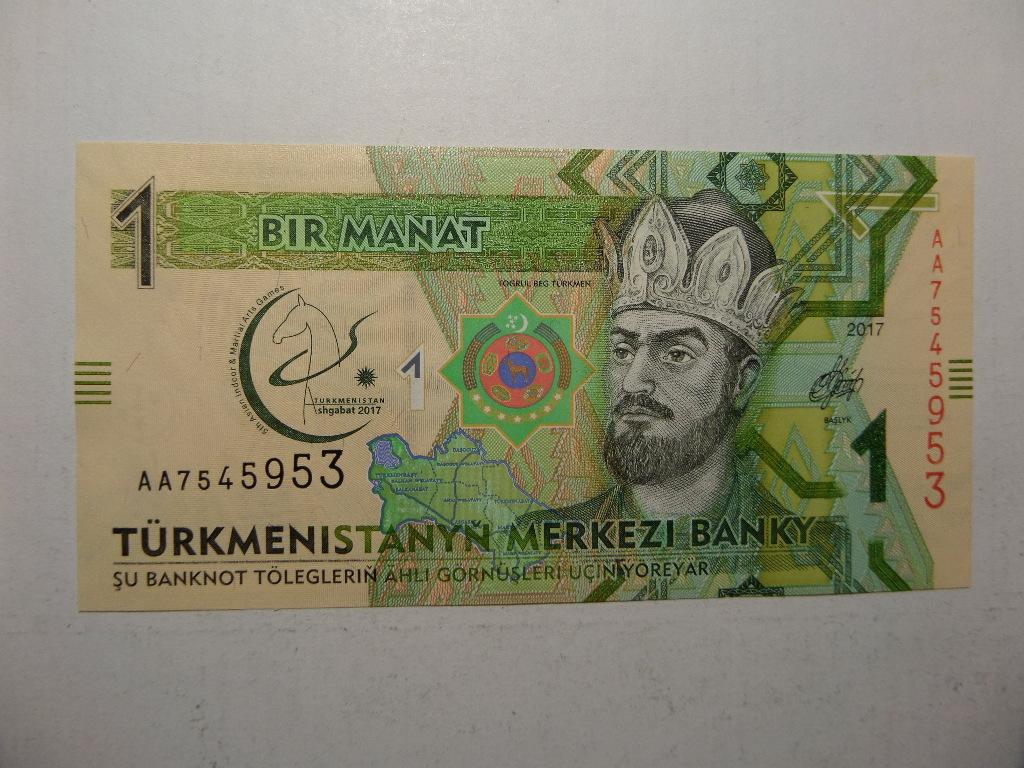 1
BIR MANAT
TOGRUL BEG TÜRKMEN
5th Asian Indoor & Martial Arts Games
TURKMENISTAN
Ashgabat 2017
1
2017
BAŞLYK
1
AA7545953
AA7545953
TÜRKMENISTANYŇ MERKEZI BANKY
ŞU BANKNOT TÖLEGLERIŇ ÄHLI GÖRNÜŞLERI ÜÇIN ÝÖREÝÄR